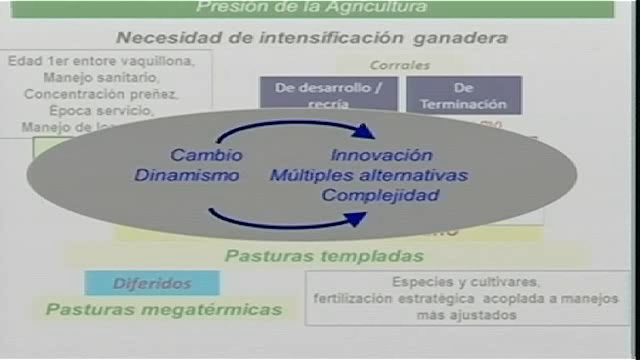 Presión de la Agricultura
Necesidad de intensificación ganadera
Edad 1er entore vaquillona,
Manejo sanitario,
Concentración preñez,
Época servicio,
Manejo de
Corrales
De desarrollo /
recría
De
Terminación
Cambio
Dinamismo
Innovación
Múltiples alternativas
Complejidad
Pasturas templadas
Diferidos
Pasturas megatérmicas
Especies y cultivares,
fertilización estratégica acoplada a manejos
más ajustados